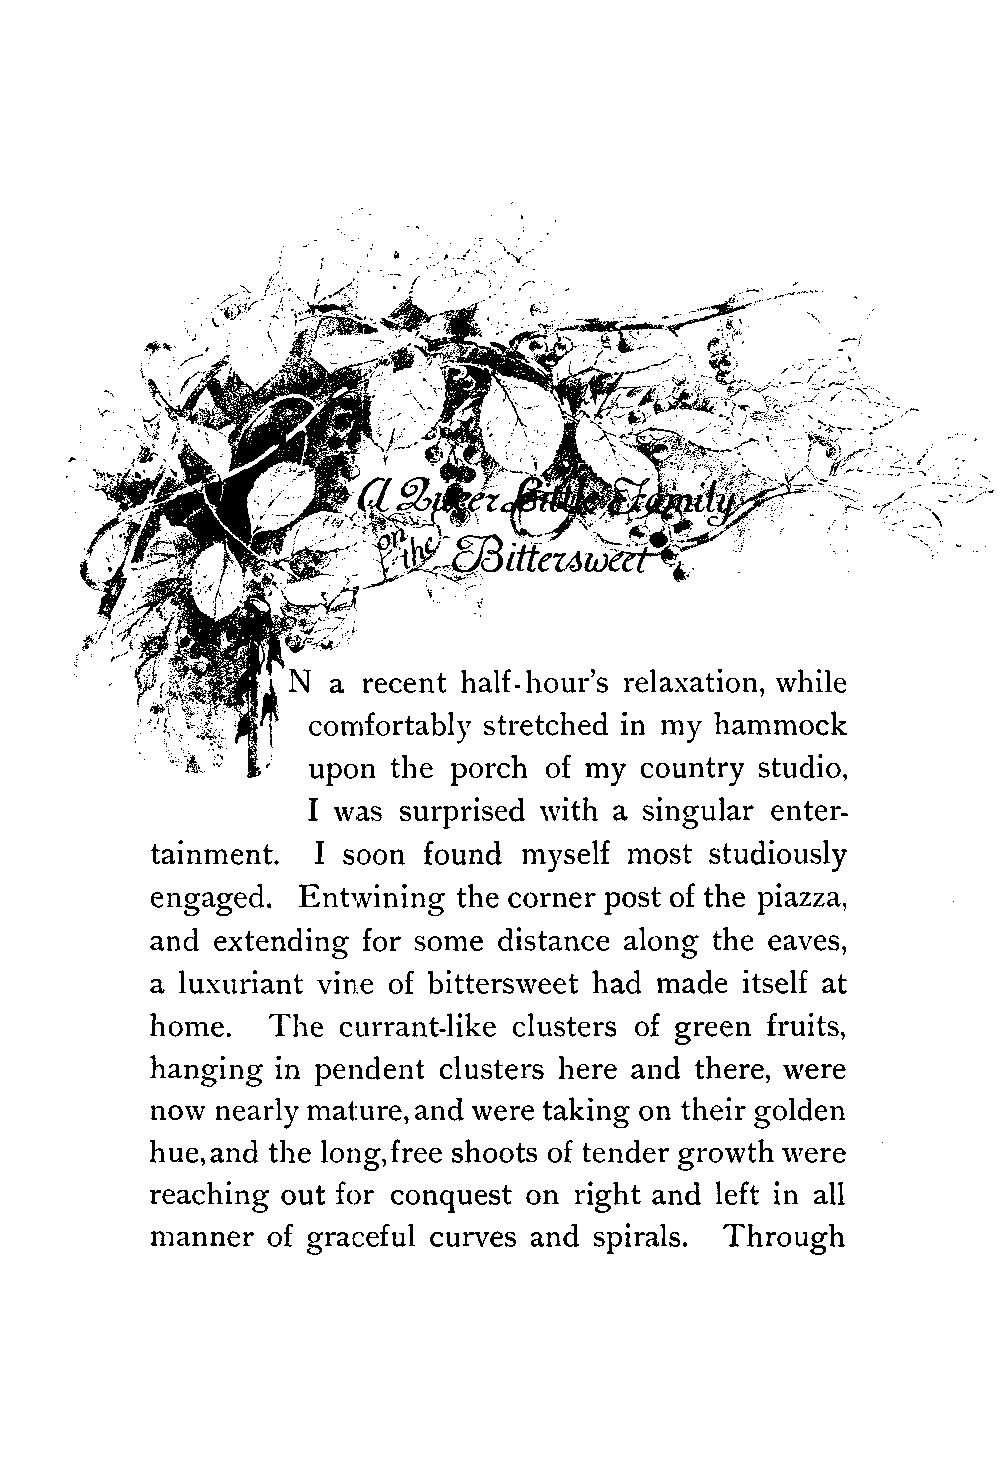 A Queer Little Family
on the Bittersweet
IN a recent half-hour's relaxation, while
comfortably stretched in my hammock
upon the porch of my country studio,
I was surprised with a singular enter-
tainment. I soon found myself most studiously
engaged. Entwining the corner post of the piazza,
and extending for some distance along the eaves,
a luxuriant vine of bittersweet had made itself at
home. The currant-like clusters of green fruits,
hanging in pendent clusters here and there, were
now nearly mature, and were taking on their golden
hue, and the long, free shoots of tender growth were
reaching out for conquest on right and left in all
manner of graceful curves and spirals. Through